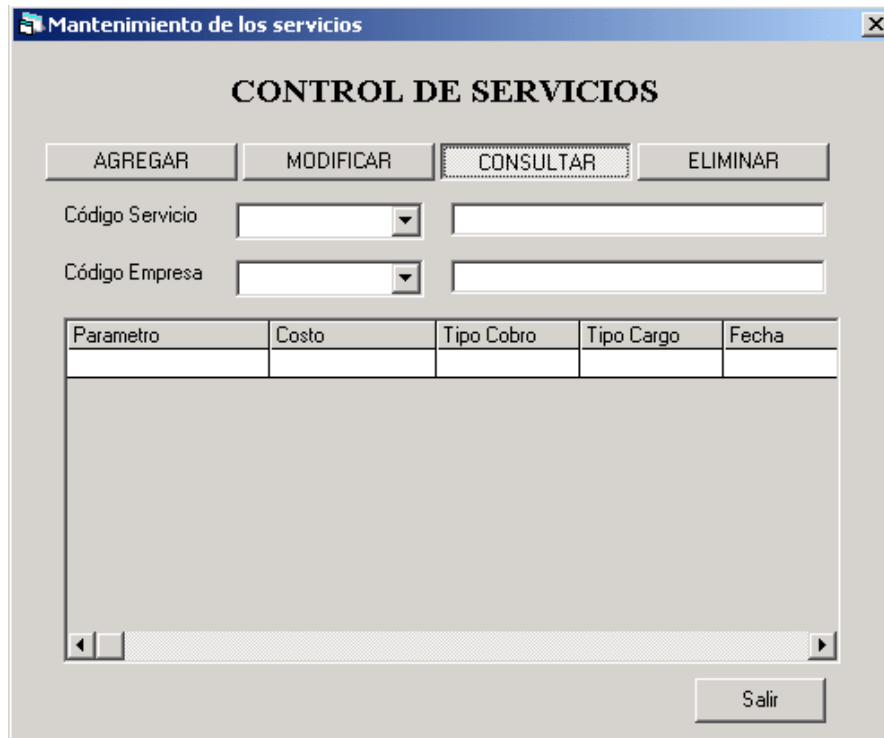 Mantenimiento de los servicios
CONTROL DE SERVICIOS
AGREGAR MODIFICAR CONSULTAR ELIMINAR
Código Servicio
Código Empresa
Parametro Costo Tipo Cobro Tipo Cargo Fecha
Salir